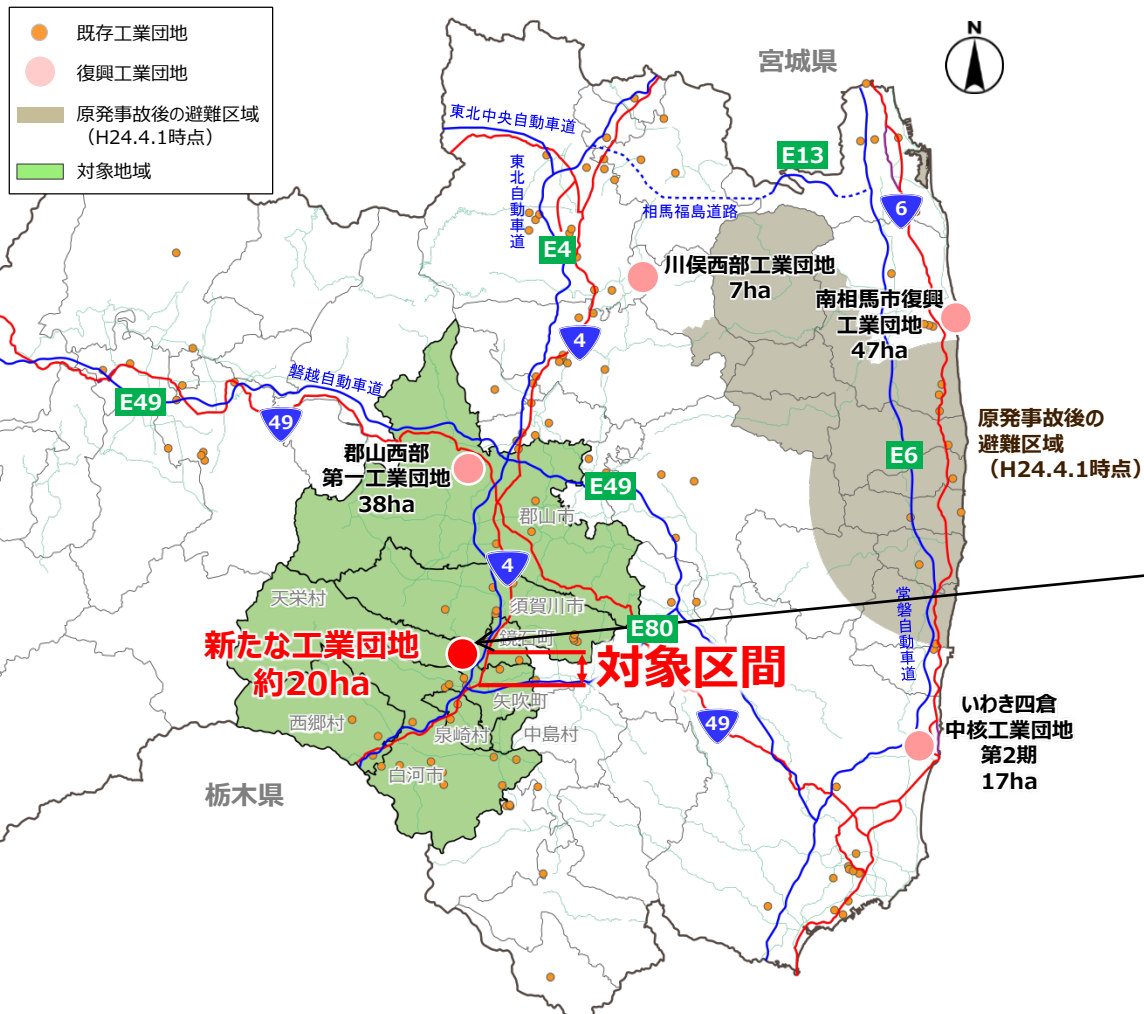 既存工業団地
復興工業団地
原発事故後の避難区域
（H24.4.1時点）
対象地域
N
宮城県
東北中央自動車道
東北自動車道
E13
相馬福島道路
6
E4
川俣西部工業団地
7ha
南相馬市復興
工業団地
47ha
4
磐越自動車道
E49
49
原発事故後の
避難区域
（H24.4.1時点）
郡山西部
第一工業団地
38ha
E6
E49
郡山市
4
天栄村
須賀川市
常磐自動車道
鏡石町
E80
新たな工業団地
約20ha
対象区間
矢吹町
西郷村
泉崎村
中島村
49
いわき四倉
中核工業団地
第2期
17ha
白河市
栃木県